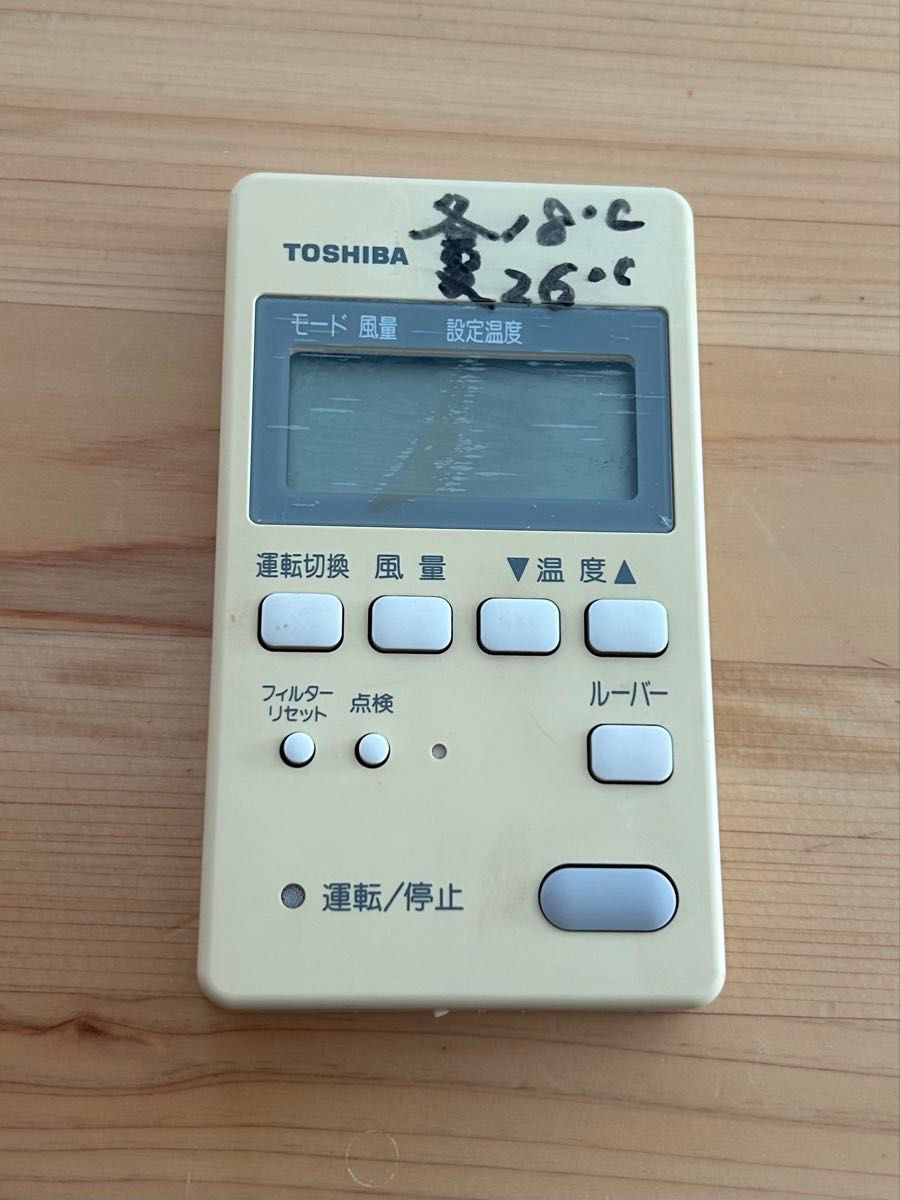 冬18°C
TOSHIBA
夏26°C
モード 風量 設定温度
運転切換 風量 ▼温度▲
フィルター
リセット
点検
ルーバー
運転/停止